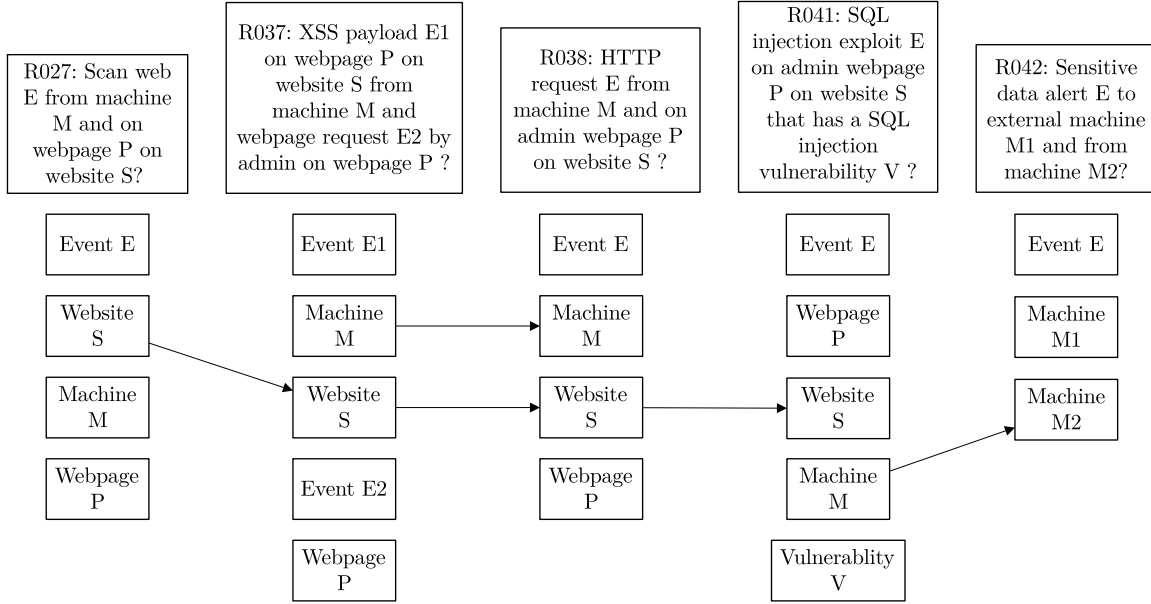 R027: Scan web
E from machine
M and on
webpage P on
website S?
Event E
Website
S
Machine
M
Webpage
P
R037: XSS payload E1
on webpage P on
website S from
machine M and
webpage request E2 by
admin on webpage P ?
Event E1
Machine
M
Website
S
Event E2
Webpage
P
R038: HTTP
request E from
machine M and on
admin webpage P
on website S ?
Event E
Machine
M
Website
S
Webpage
P
R041: SQL
injection exploit E
on admin webpage
P on website S
that has a SQL
injection
vulnerability V ?
Event E
Webpage
P
Website
S
Machine
M
Vulnerablity
V
R042: Sensitive
data alert E to
external machine
M1 and from
machine M2?
Event E
Machine
M1
Machine
M2